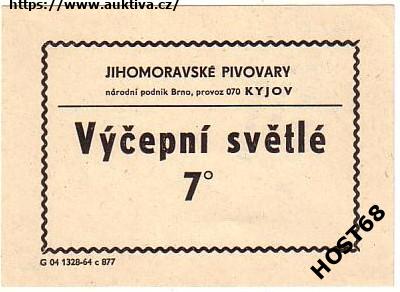 https://www.auktiva.cz/
JIHOMORAVSKÉ PIVOVARY
národní podnik Brno, provoz 070 KYJOV
Výčepní světlé
7°
G 04 1328-64 c 877
HOST68